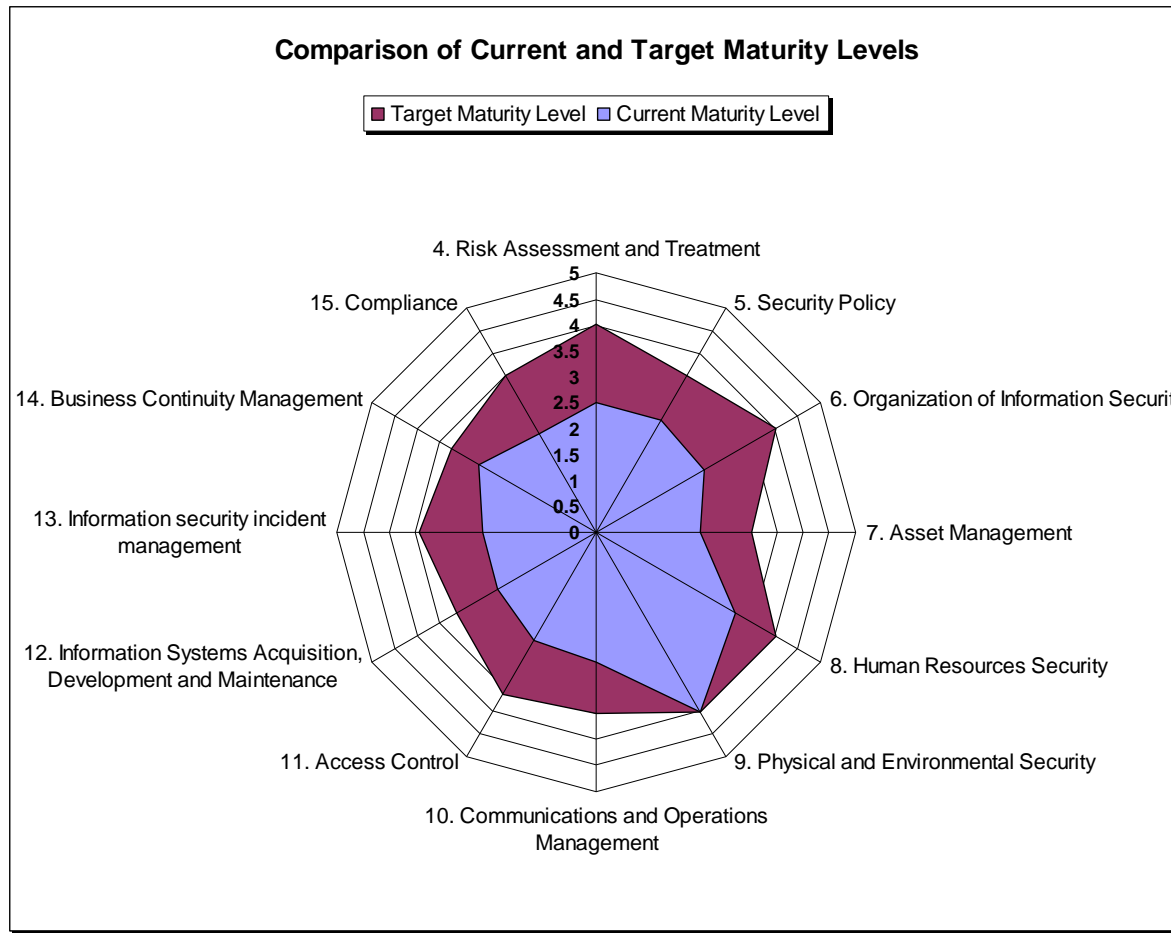 Comparison of Current and Target Maturity Levels
Target Maturity Level Current Maturity Level
4. Risk Assessment and Treatment
5. Security Policy
6. Organization of Information Securit
7. Asset Management
8. Human Resources Security
9. Physical and Environmental Security
10. Communications and Operations
Management
11. Access Control
12. Information Systems Acquisition,
Development and Maintenance
13. Information security incident
management
14. Business Continuity Management
15. Compliance
5
4.5
4
3.5
3
2.5
2
1.5
1
0.5
0